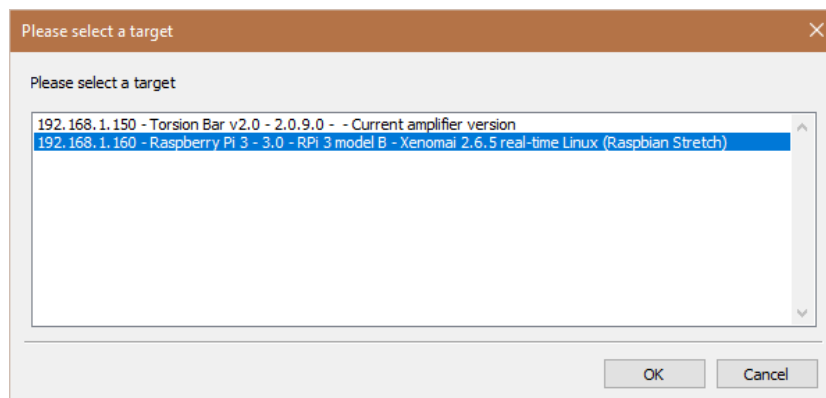 Please select a target
Please select a target
192.168.1.150 - Torsion Bar v2.0 - 2.0.9.0 - - Current amplifier version
192.168.1.160 - Raspberry Pi 3 - 3.0 - RPi 3 model B - Xenomai 2.6.5 real-time Linux (Raspbian Stretch)
OK Cancel